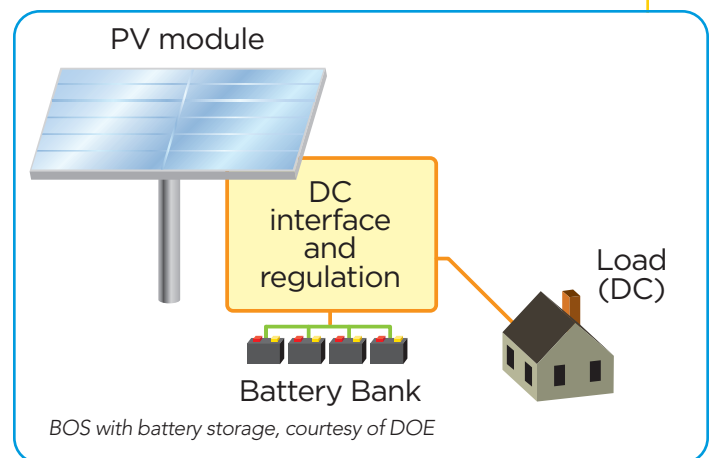 PV module
DC
interface
and
regulation
Load
(DC)
Battery Bank
BOS with battery storage, courtesy of DOE